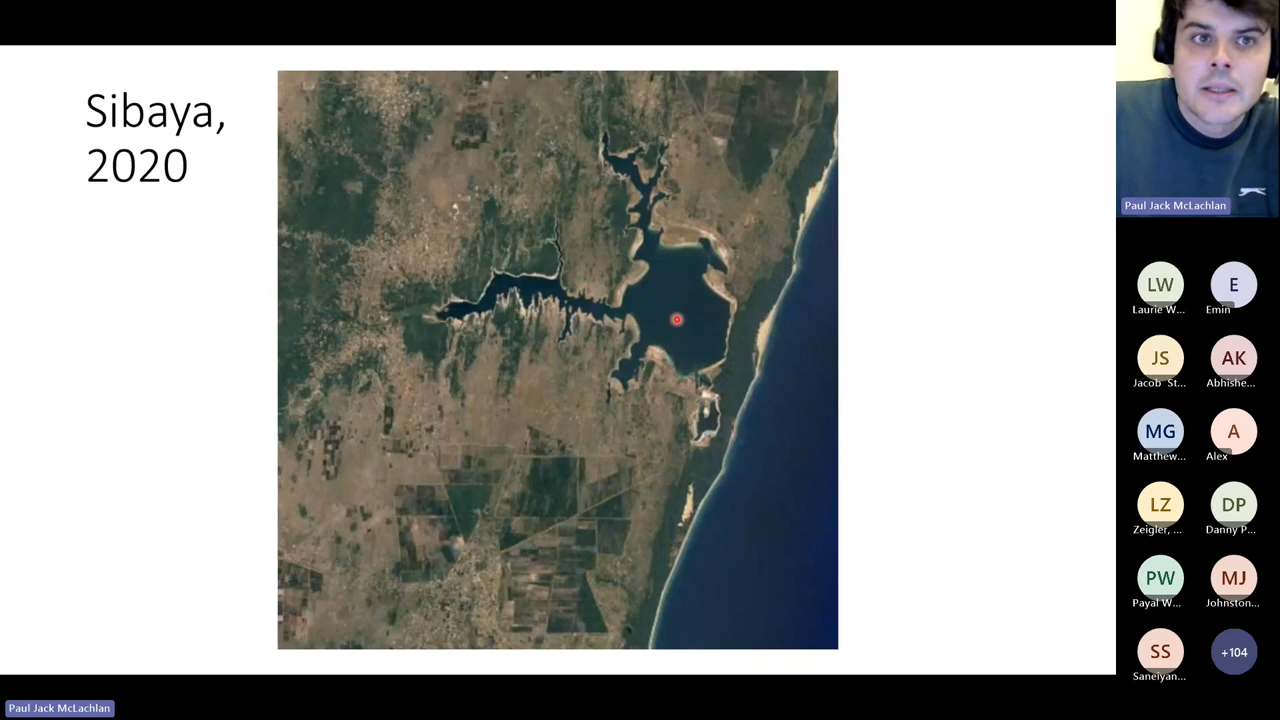 Sibaya,
2020
Paul Jack McLachlan
LW
E
Laurie W...
Emin
JS
AK
Jacob St...
Abhishe...
MG
A
Matthew...
Alex
LZ
DP
Zeigler, ...
Danny P...
PW
MJ
Payal W...
Johnston...
SS
+104
Saneiyan...
Paul Jack McLachlan